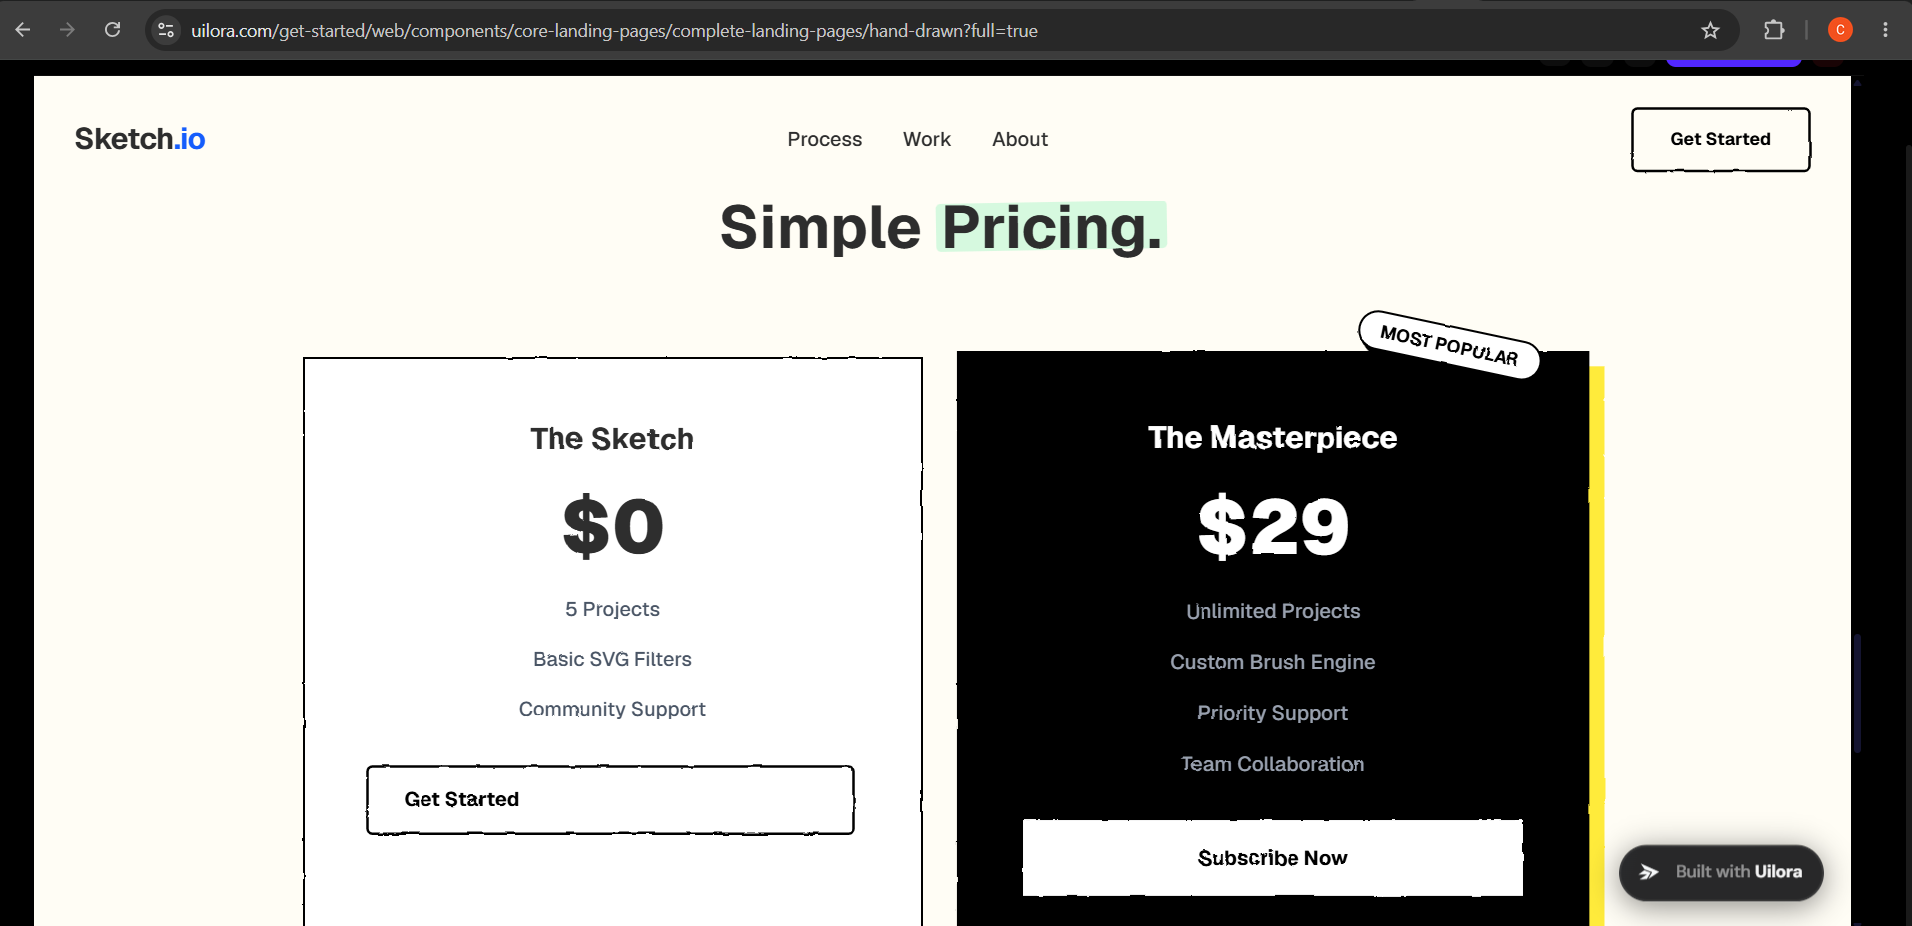 uilora.com/get-started/web/components/core-landing-pages/complete-landing-pages/hand-drawn?full=true
C
Sketch.io
Process
Work
About
Get Started
Simple Pricing.
MOST POPULAR
The Sketch
$0
5 Projects
Basic SVG Filters
Community Support
Get Started
The Masterpiece
$29
Unlimited Projects
Custom Brush Engine
Priority Support
Team Collaboration
Subscribe Now
Built with Uilora